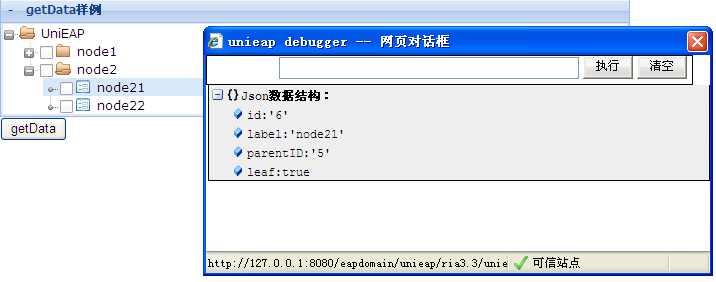 - getData样例
UniEAP
node1
node2
node21
node22
getData
unieap debugger -- 网页对话框
执行 清空
{}Json数据结构：
id:'6'
label:'node21'
parentID:'5'
leaf:true
http://127.0.0.1:8080/eapdomain/unieap/ria3.3/unie
可信站点